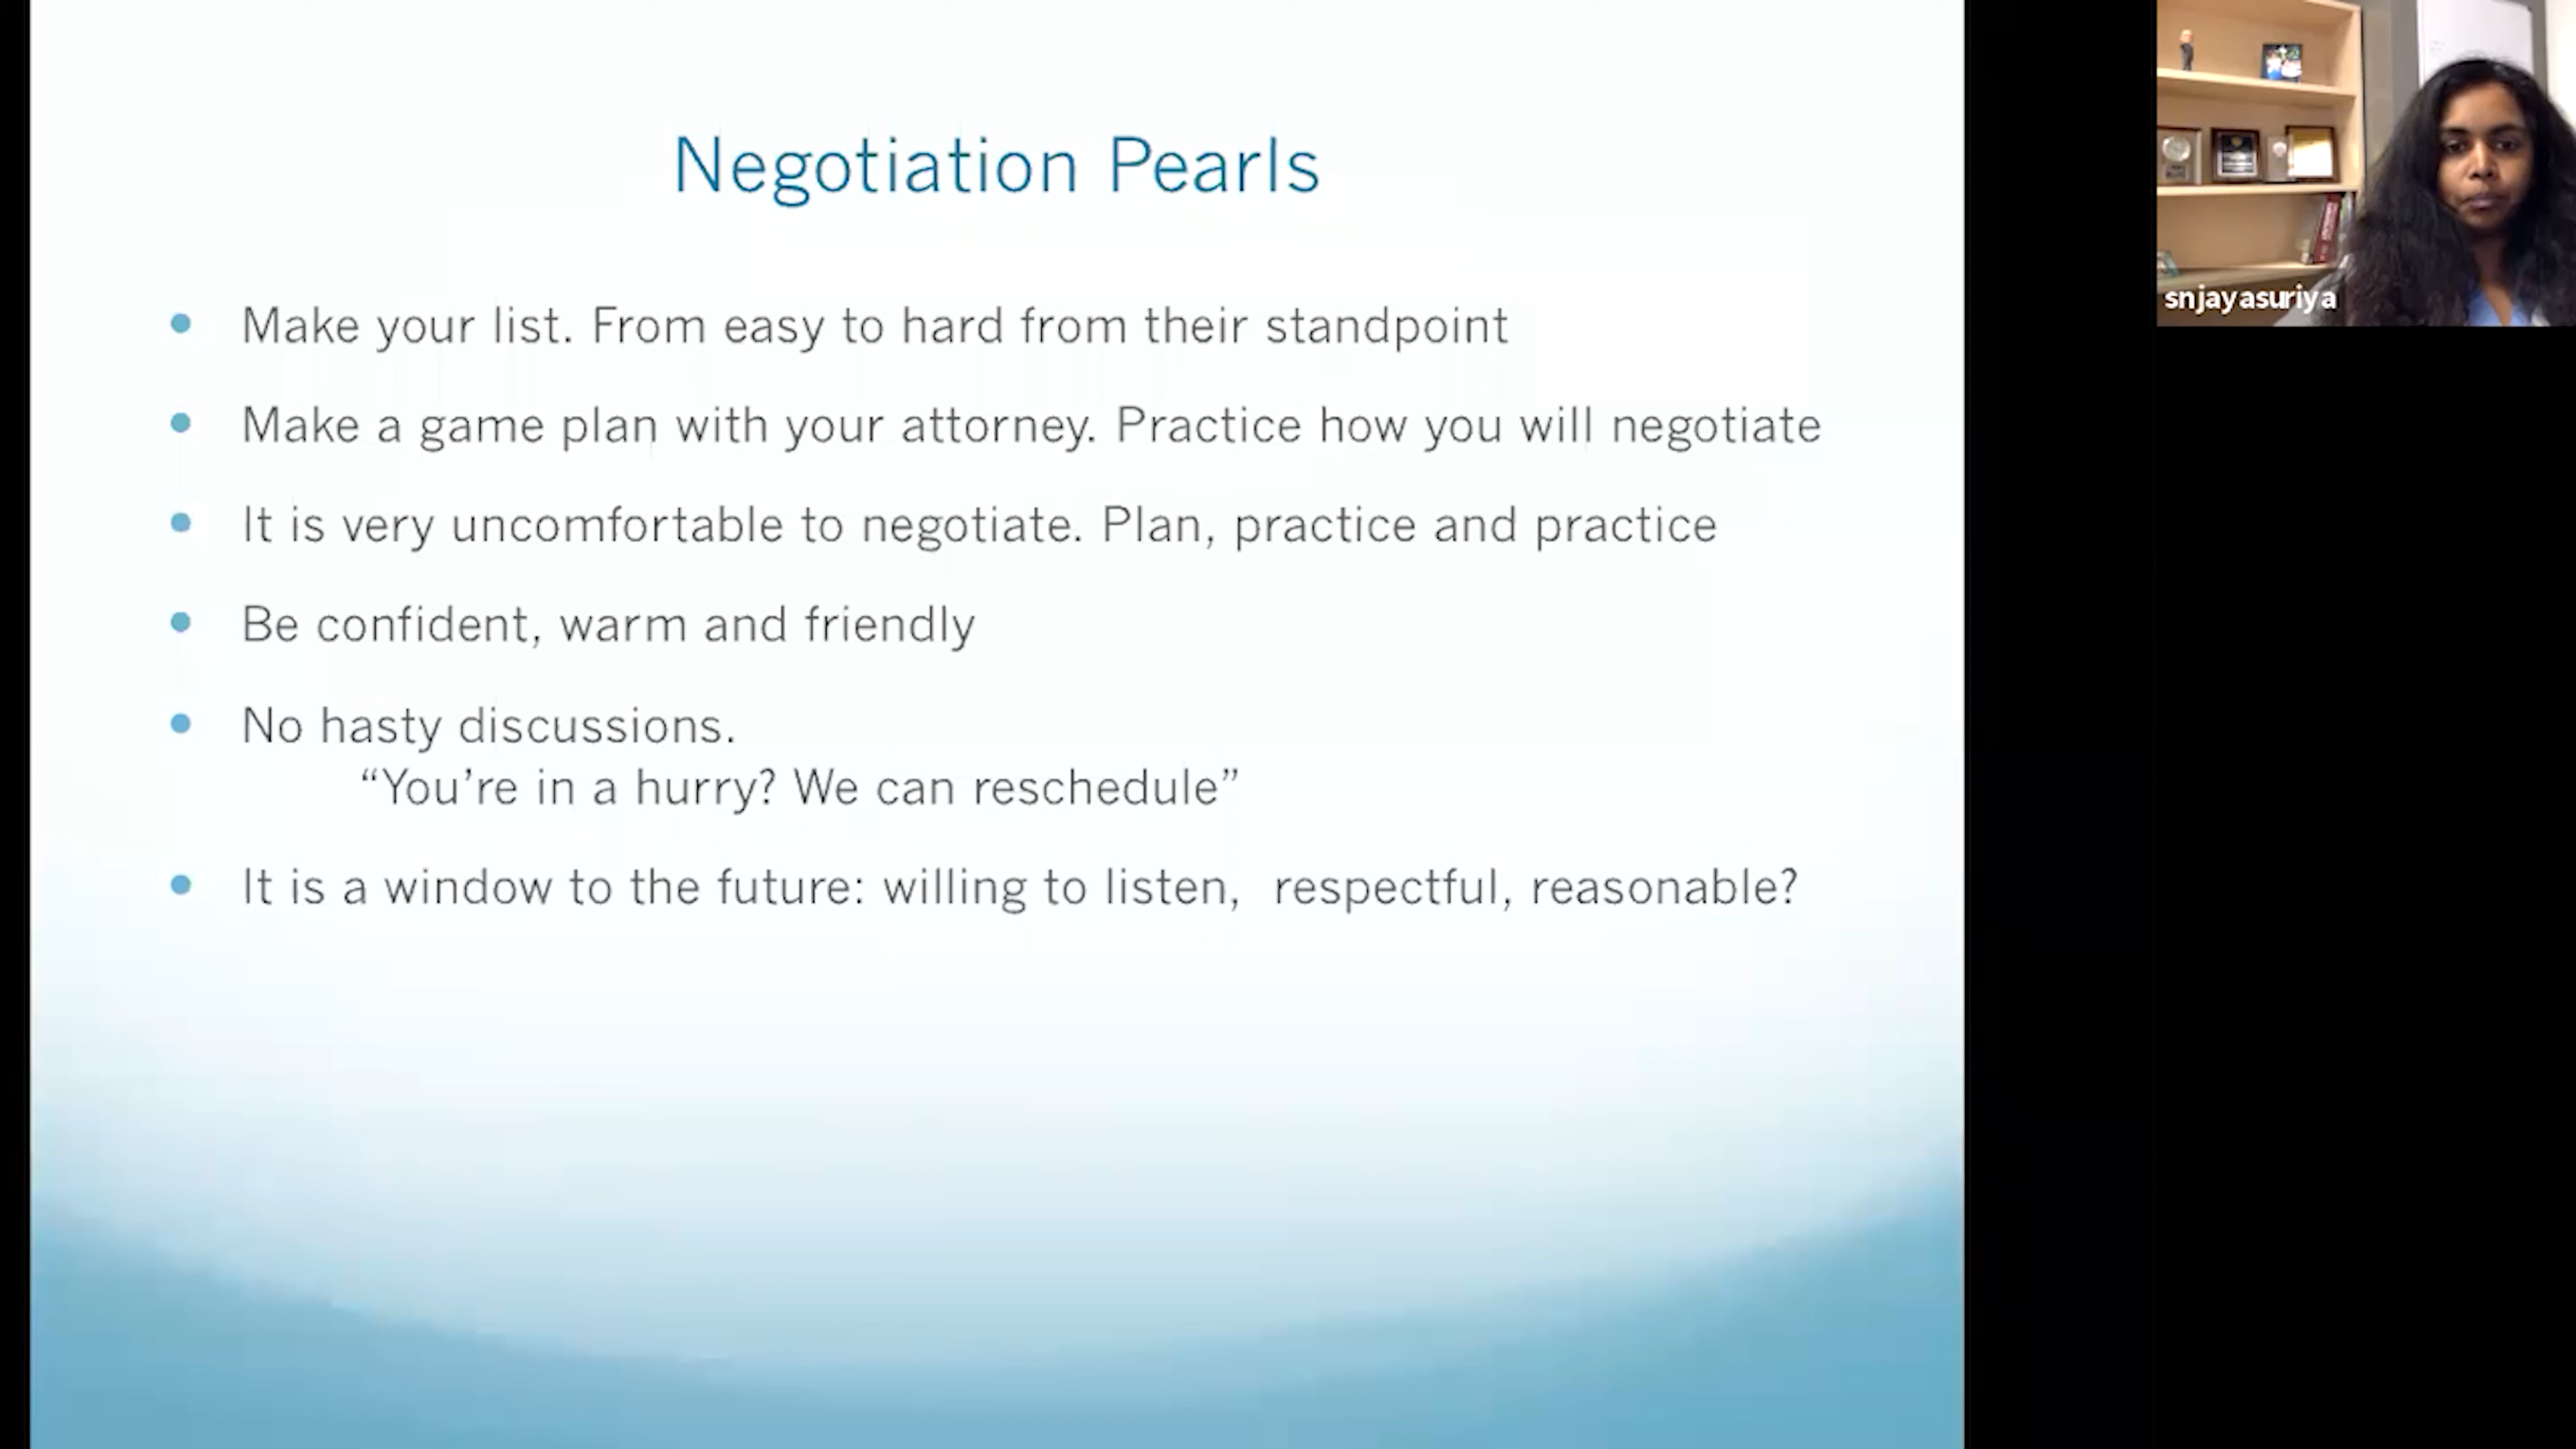 Negotiation Pearls
• Make your list. From easy to hard from their standpoint
• Make a game plan with your attorney. Practice how you will negotiate
• It is very uncomfortable to negotiate. Plan, practice and practice
• Be confident, warm and friendly
• No hasty discussions.
“You’re in a hurry? We can reschedule”
• It is a window to the future: willing to listen,  respectful, reasonable?
snjayasuriya